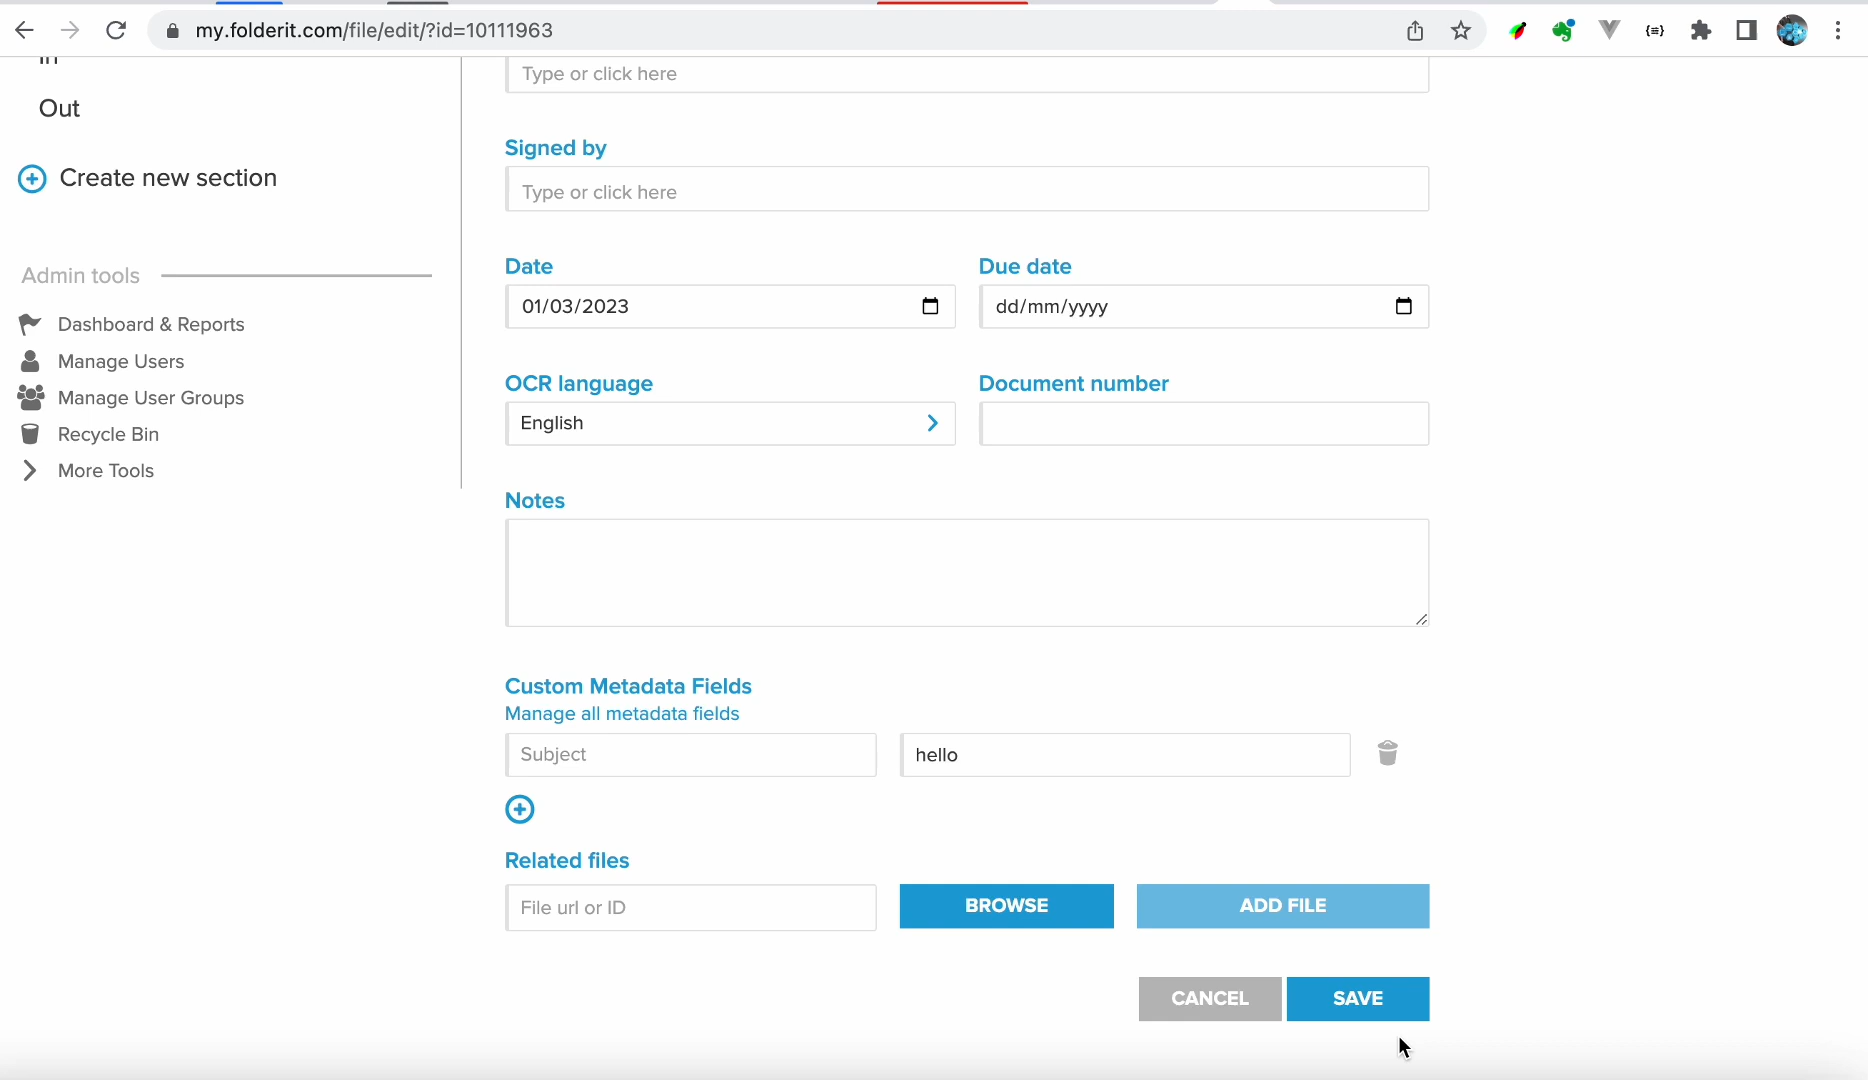 my.folderit.com/file/edit/?id=10111963
Out
Create new section
Admin tools
Dashboard & Reports
Manage Users
Manage User Groups
Recycle Bin
More Tools
Type or click here
Signed by
Type or click here
Date
Due date
01/03/2023
dd/mm/yyyy
OCR language
Document number
English
Notes
Custom Metadata Fields
Manage all metadata fields
Subject
hello
Related files
File url or ID
BROWSE
ADD FILE
CANCEL
SAVE